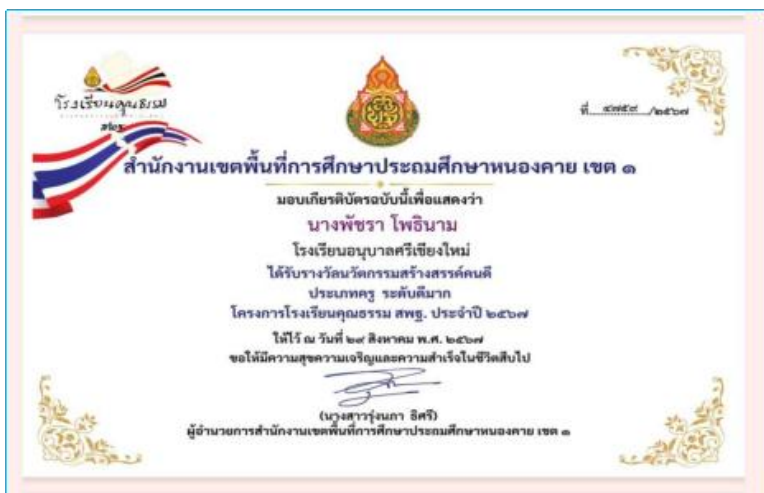 โรงเรียนคุณธรรม
สพฐ.
ที่ /๒๕๖๗
สำนักงานเขตพื้นที่การศึกษาประถมศึกษาหนองคาย เขต ๑
มอบเกียรติบัตรฉบับนี้เพื่อแสดงว่า
นางพัชรา โพธินาม
โรงเรียนอนุบาลศรีเชียงใหม่
ได้รับรางวัลนวัตกรรมสร้างสรรค์คนดี
ประเภทครู ระดับดีมาก
โครงการโรงเรียนคุณธรรม สพฐ. ประจำปี ๒๕๖๗
ให้ไว้ ณ วันที่ ๒๙ สิงหาคม พ.ศ. ๒๕๖๗
ขอให้มีความสุขความเจริญและความสำเร็จในชีวิตสืบไป
(นางสาวรุ่งนภา อิศรี)
ผู้อำนวยการสำนักงานเขตพื้นที่การศึกษาประถมศึกษาหนองคาย เขต ๑